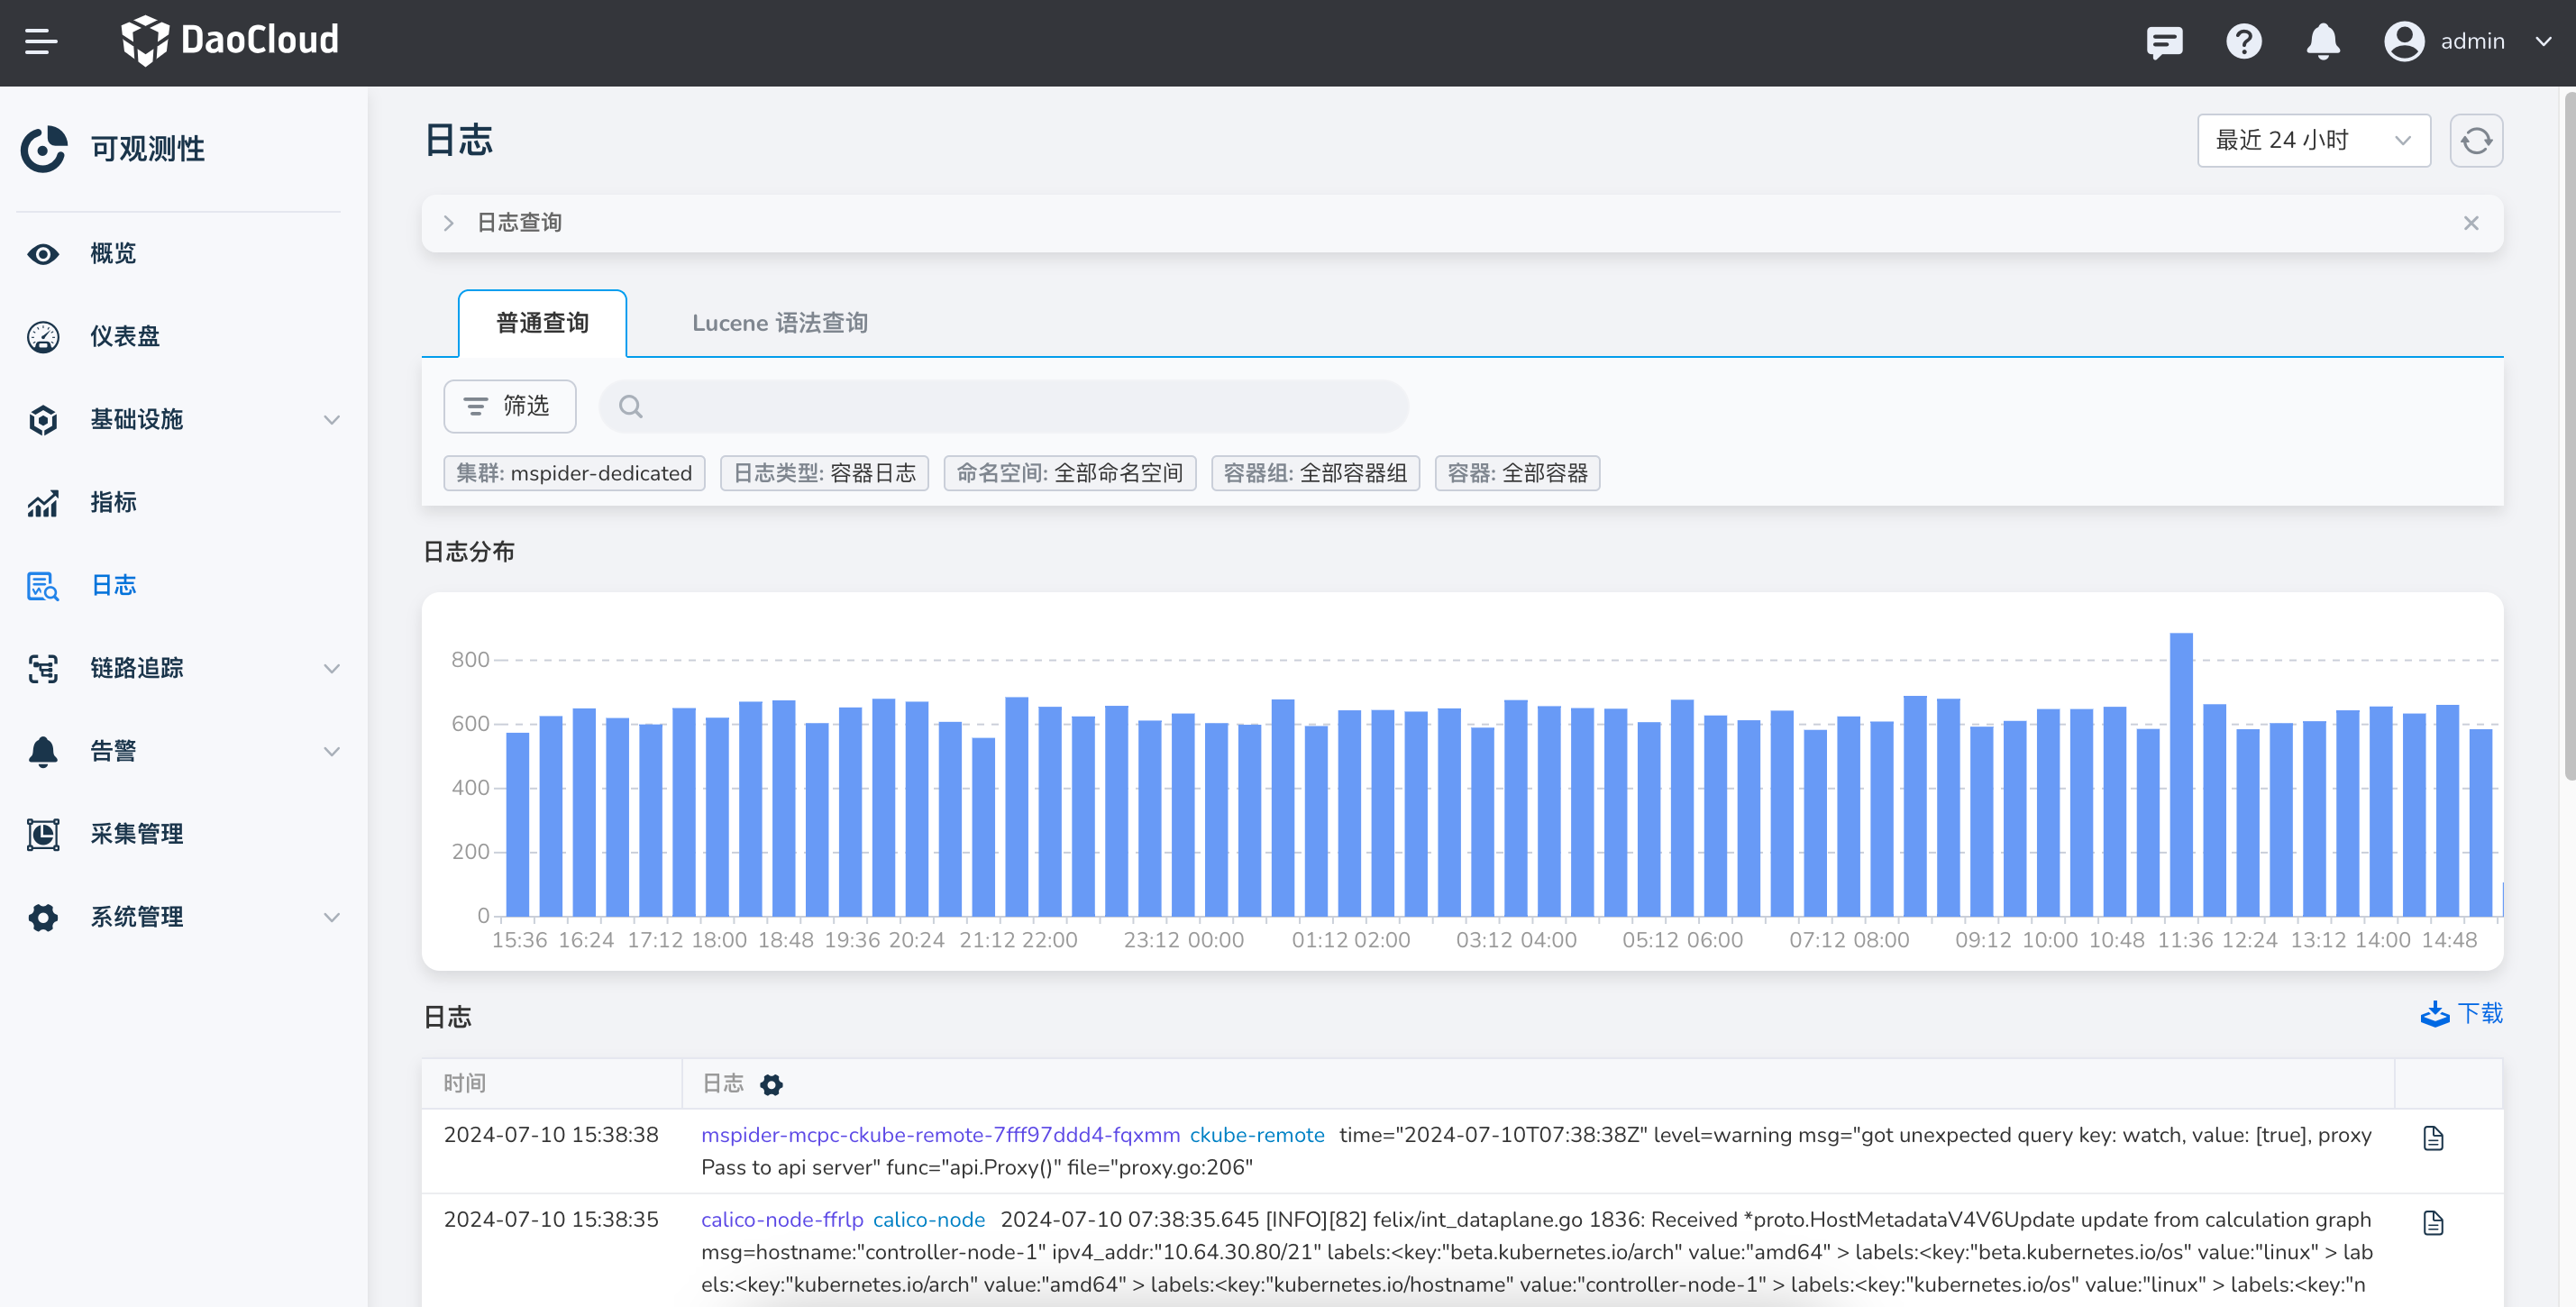 DaoCloud
admin
可观测性
概览
仪表盘
基础设施
指标
日志
链路追踪
告警
采集管理
系统管理
日志
最近 24 小时
日志查询
普通查询 Lucene 语法查询
筛选
集群: mspider-dedicated 日志类型: 容器日志 命名空间: 全部命名空间 容器组: 全部容器组 容器: 全部容器
日志分布
800
600
400
200
0
15:36 16:24 17:12 18:00 18:48 19:36 20:24 21:12 22:00 23:12 00:00 01:12 02:00 03:12 04:00 05:12 06:00 07:12 08:00 09:12 10:00 10:48 11:36 12:24 13:12 14:00 14:48
日志
下载
时间 日志
2024-07-10 15:38:38 mspider-mcpc-ckube-remote-7fff97ddd4-fqxmm ckube-remote time="2024-07-10T07:38:38Z" level=warning msg="got unexpected query key: watch, value: [true], proxy
Pass to api server" func="api.Proxy()" file="proxy.go:206"
2024-07-10 15:38:35 calico-node-ffrlp calico-node 2024-07-10 07:38:35.645 [INFO][82] felix/int_dataplane.go 1836: Received *proto.HostMetadataV4V6Update update from calculation graph
msg=hostname:"controller-node-1" ipv4_addr:"10.64.30.80/21" labels:<key:"beta.kubernetes.io/arch" value:"amd64" > labels:<key:"beta.kubernetes.io/os" value:"linux" > lab
els:<key:"kubernetes.io/arch" value:"amd64" > labels:<key:"kubernetes.io/hostname" value:"controller-node-1" > labels:<key:"kubernetes.io/os" value:"linux" > labels:<key:"n